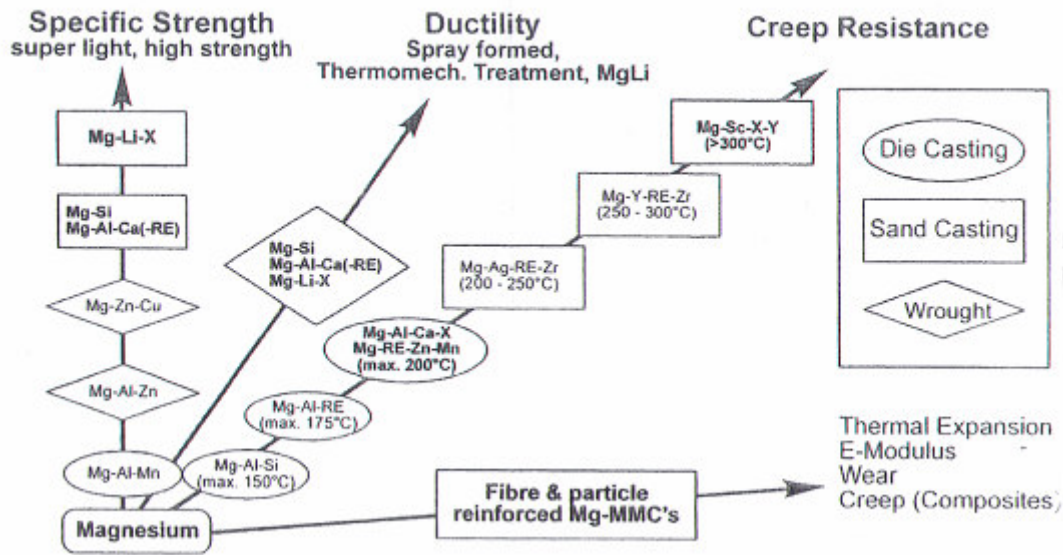 Specific Strength
super light, high strength
Ductility
Spray formed,
Thermomech. Treatment, MgLi
Creep Resistance
Mg-Li-X
Mg-Si
Mg-Al-Ca(-RE)
Mg-Zn-Cu
Mg-Al-Zn
Mg-Al-Mn
Magnesium
Mg-Si
Mg-Al-Ca(-RE)
Mg-Li-X
Mg-Al-Si
(max. 150°C)
Mg-Al-RE
(max. 175°C)
Mg-Al-Ca-X
Mg-RE-Zn-Mn
(max. 200°C)
Mg-Ag-RE-Zr
(200 - 250°C)
Mg-Y-RE-Zr
(250 - 300°C)
Mg-Sc-X-Y
(>300°C)
Die Casting
Sand Casting
Wrought
Fibre & particle
reinforced Mg-MMC's
Thermal Expansion
E-Modulus
Wear
Creep (Composites)